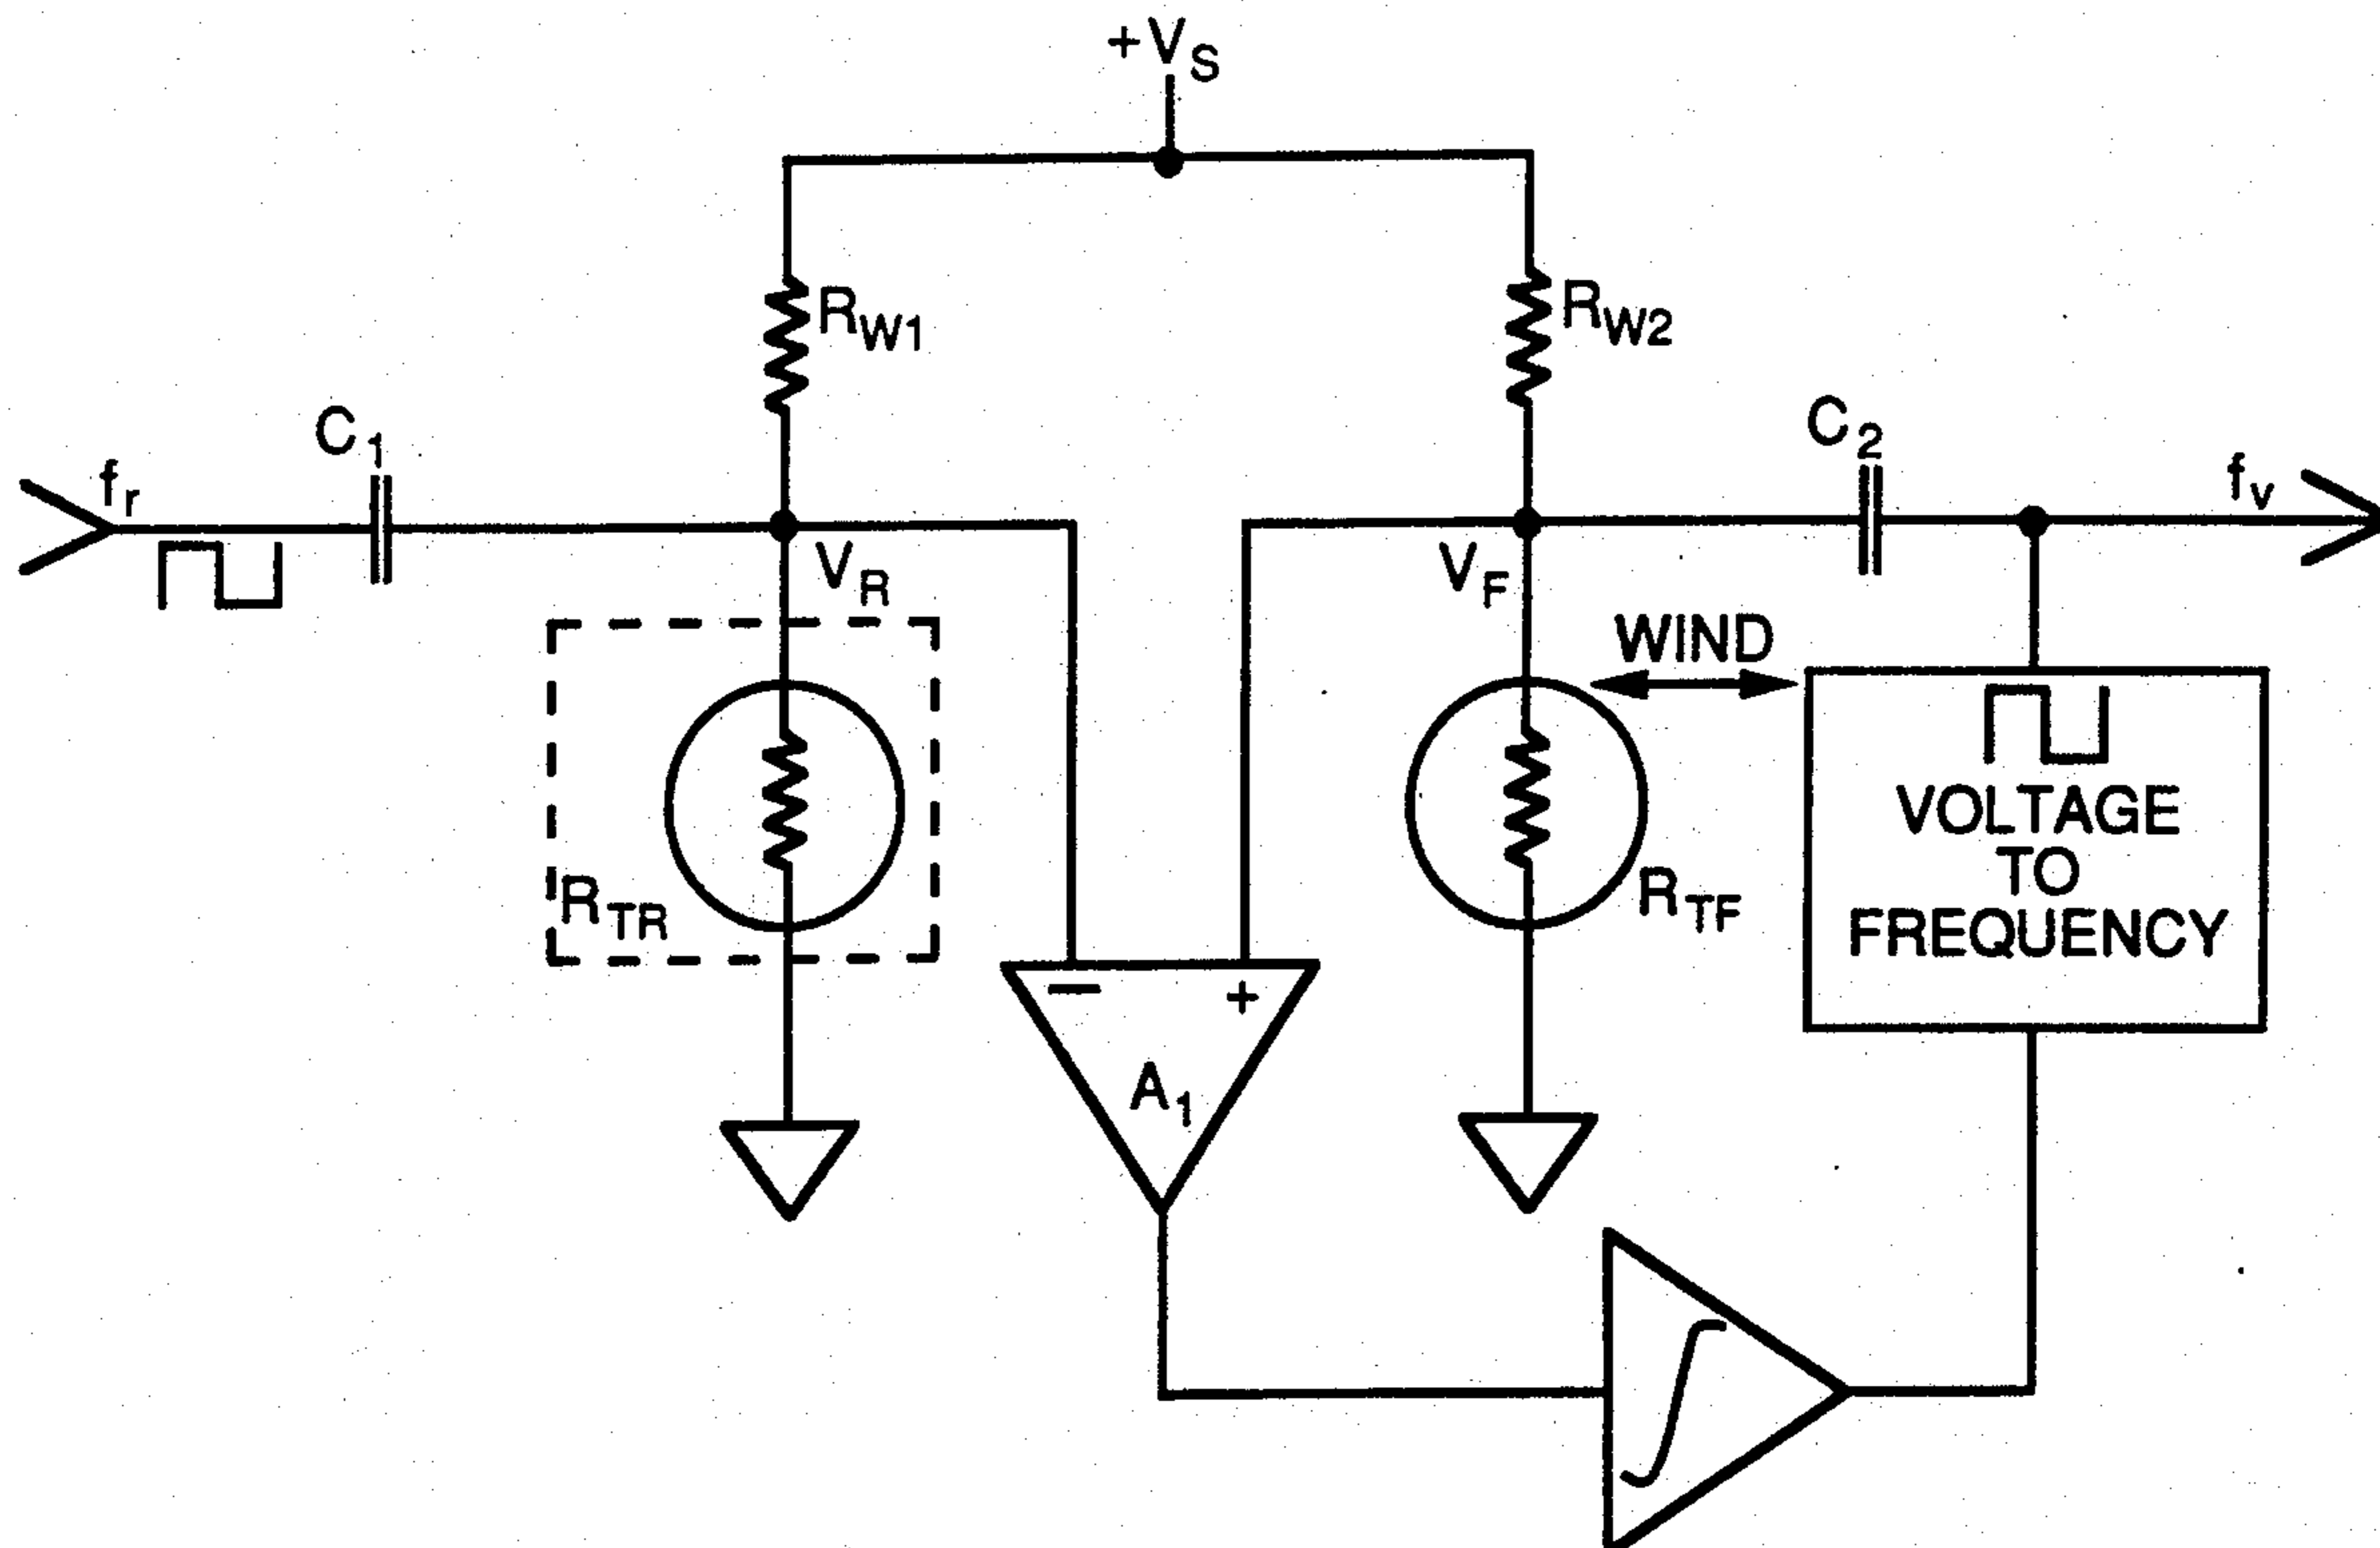 +VS
RW1
RW2
C1
C2
fr
fv
VR
VF
WIND
RTR
RTF
VOLTAGE
TO
FREQUENCY
−
+
A1